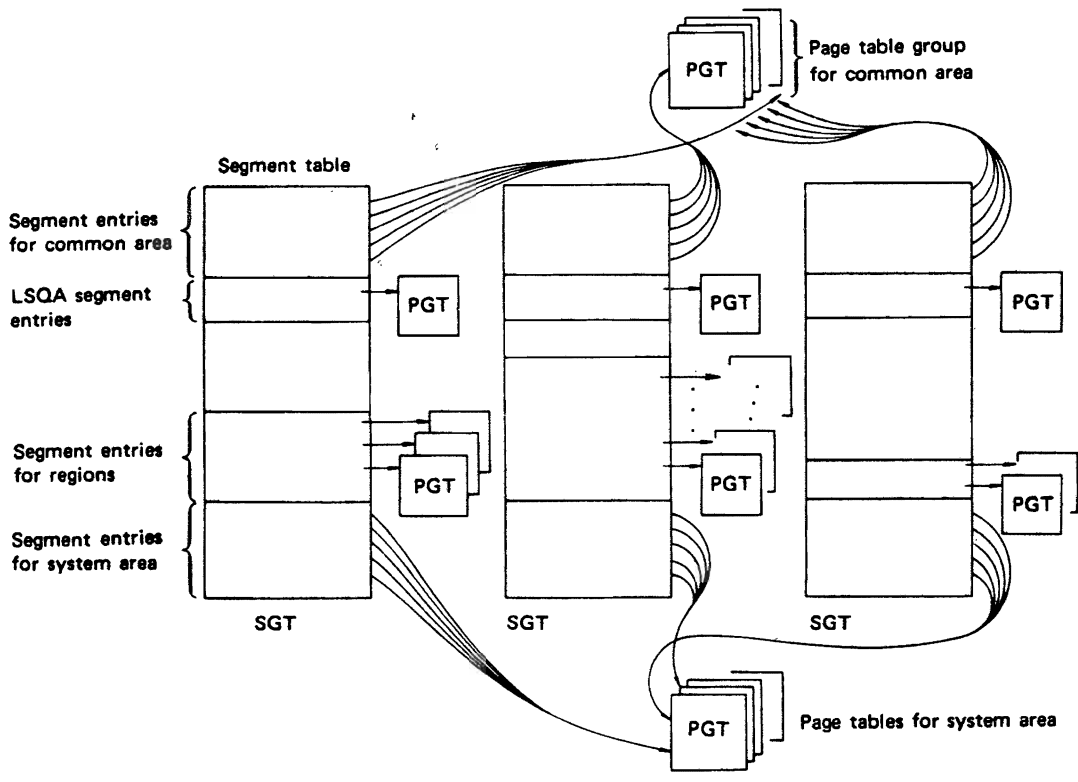 PGT
Page table group
for common area
Segment table
Segment entries
for common area
LSQA segment
entries
PGT
PGT
PGT
Segment entries
for regions
PGT
PGT
PGT
Segment entries
for system area
SGT
SGT
SGT
PGT
Page tables for system area